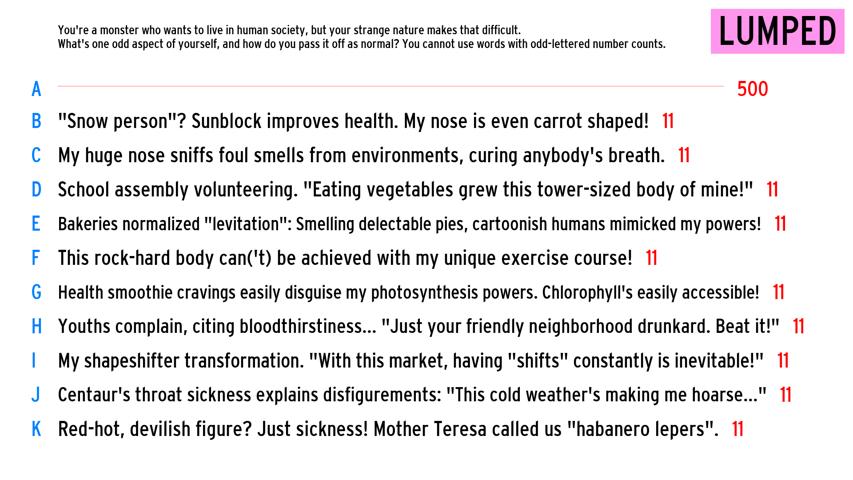 You're a monster who wants to live in human society, but your strange nature makes that difficult.
What's one odd aspect of yourself, and how do you pass it off as normal? You cannot use words with odd-lettered number counts.
LUMPED
A 500
B "Snow person"? Sunblock improves health. My nose is even carrot shaped! 11
C My huge nose sniffs foul smells from environments, curing anybody's breath. 11
D School assembly volunteering. "Eating vegetables grew this tower-sized body of mine!" 11
E Bakeries normalized "levitation": Smelling delectable pies, cartoonish humans mimicked my powers! 11
F This rock-hard body can('t) be achieved with my unique exercise course! 11
G Health smoothie cravings easily disguise my photosynthesis powers. Chlorophyll's easily accessible! 11
H Youths complain, citing bloodthirstiness... "Just your friendly neighborhood drunkard. Beat it!" 11
I My shapeshifter transformation. "With this market, having "shifts" constantly is inevitable!" 11
J Centaur's throat sickness explains disfigurements: "This cold weather's making me hoarse..." 11
K Red-hot, devilish figure? Just sickness! Mother Teresa called us "habanero lepers". 11